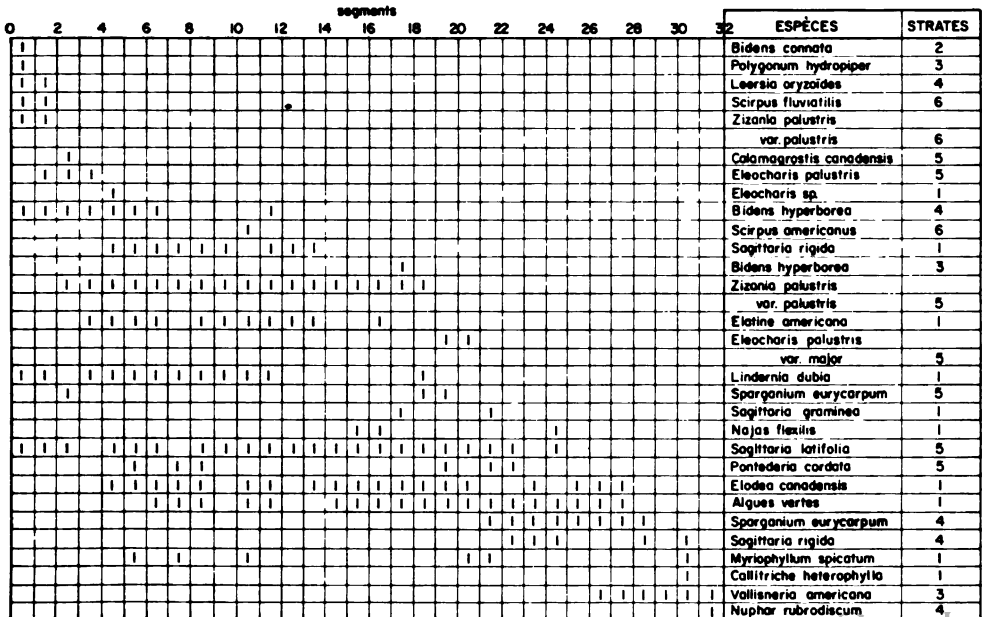 segments
0 2 4 6 8 10 12 14 16 18 20 22 24 26 28 30 32
ESPÈCES STRATES
Bidens connata 2
Polygonum hydropiper 3
Leersia oryzoïdes 4
Scirpus fluviatilis 6
Zizania palustris
var. palustris 6
Calamagrostis canadensis 5
Eleocharis palustris 5
Eleocharis sp. 1
Bidens hyperborea 4
Scirpus americanus 6
Sagittaria rigida 1
Bidens hyperborea 3
Zizania palustris
var. palustris 5
Elatine americana 1
Eleocharis palustris
var. major 5
Lindernia dubia 1
Sparganium eurycarpum 5
Sagittaria graminea 1
Najas flexilis 1
Sagittaria latifolia 5
Pontederia cordata 5
Elodea canadensis 1
Algues vertes 1
Sparganium eurycarpum 4
Sagittaria rigida 4
Myriophyllum spicatum 1
Callitriche heterophylla 1
Vallisneria americana 3
Nuphar rubrodiscum 4